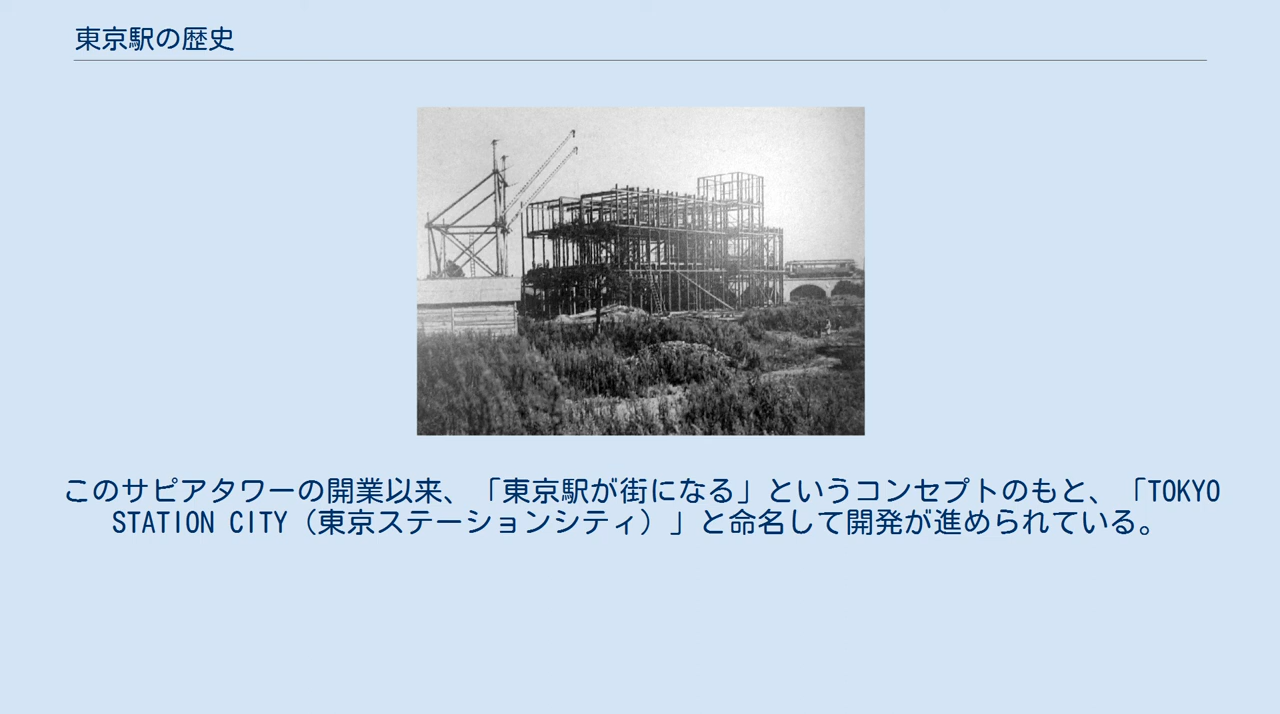 東京駅の歴史
このサピアタワーの開業以来、「東京駅が街になる」というコンセプトのもと、「TOKYO
STATION CITY（東京ステーションシティ）」と命名して開発が進められている。